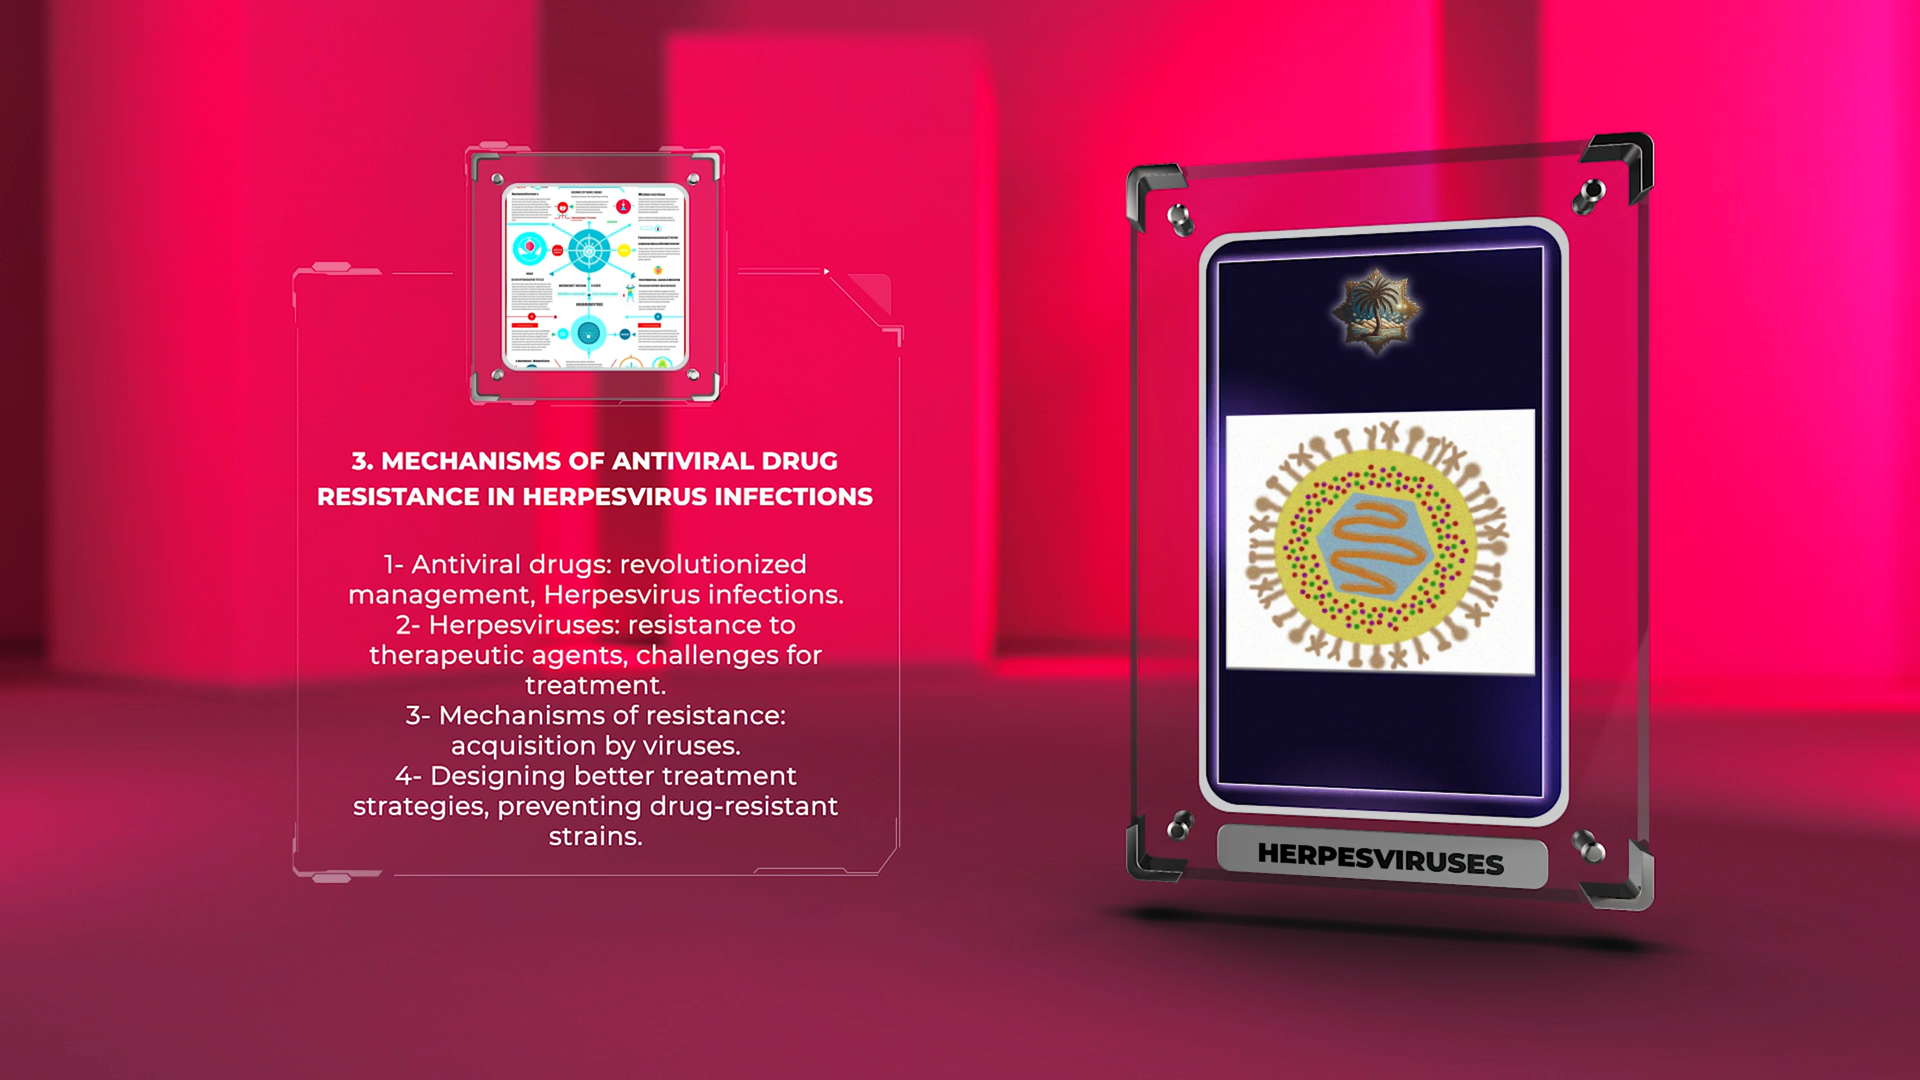 3. MECHANISMS OF ANTIVIRAL DRUG
RESISTANCE IN HERPESVIRUS INFECTIONS
1- Antiviral drugs: revolutionized
management, Herpesvirus infections.
2- Herpesviruses: resistance to
therapeutic agents, challenges for
treatment.
3- Mechanisms of resistance:
acquisition by viruses.
4- Designing better treatment
strategies, preventing drug-resistant
strains.
HERPESVIRUSES